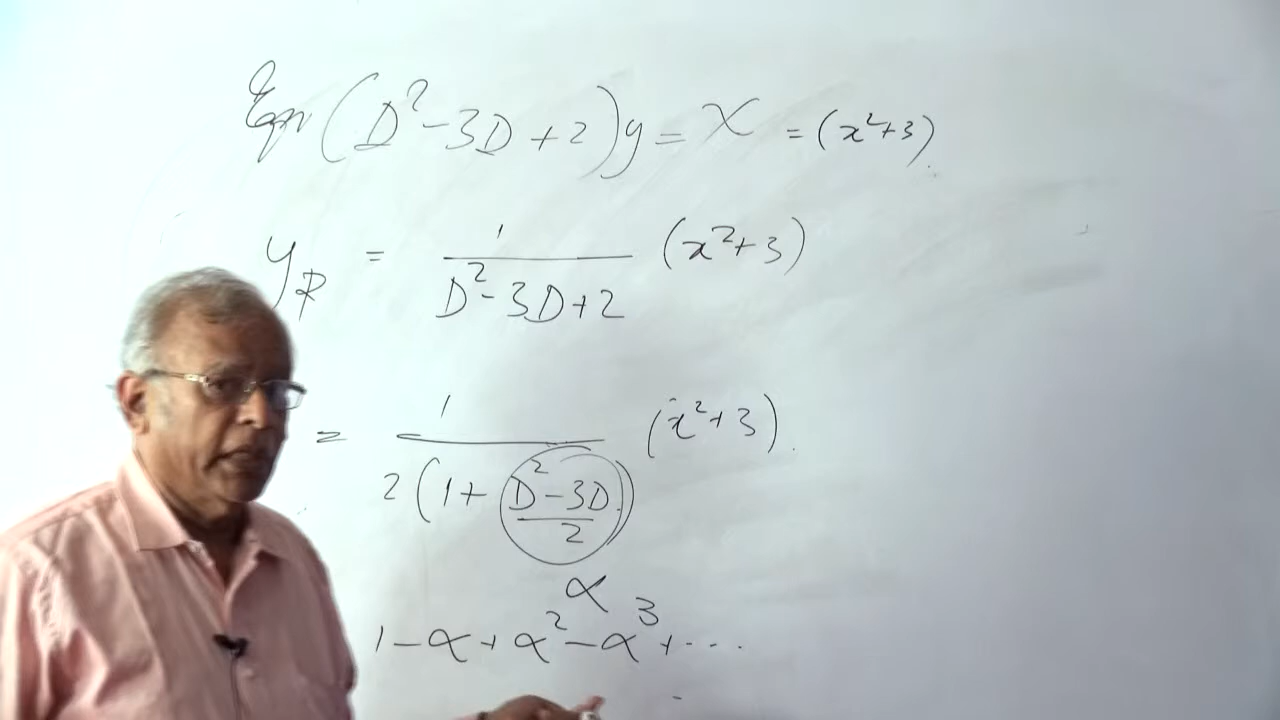 Eqn (D²-3D+2)y = X = (x²+3)
y_P = 1/(D²-3D+2) (x²+3)
= 1/(2(1+(D²-3D)/2)) (x²+3).
α
1-α+α²-α³+...